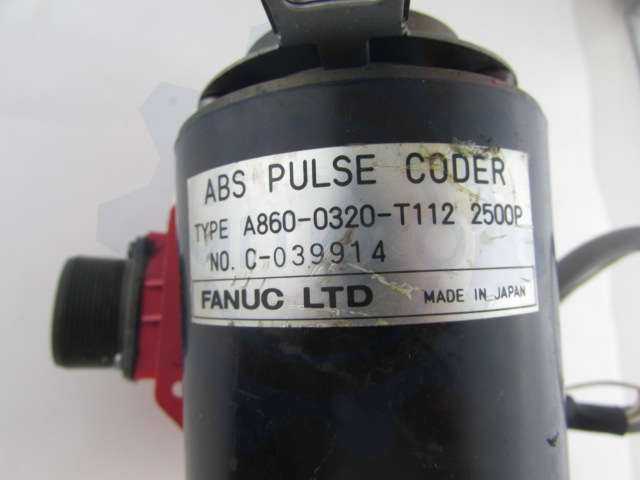 ABS PULSE CODER
TYPE A860-0320-T112 2500P
NO. C-039914
FANUC LTD MADE IN JAPAN